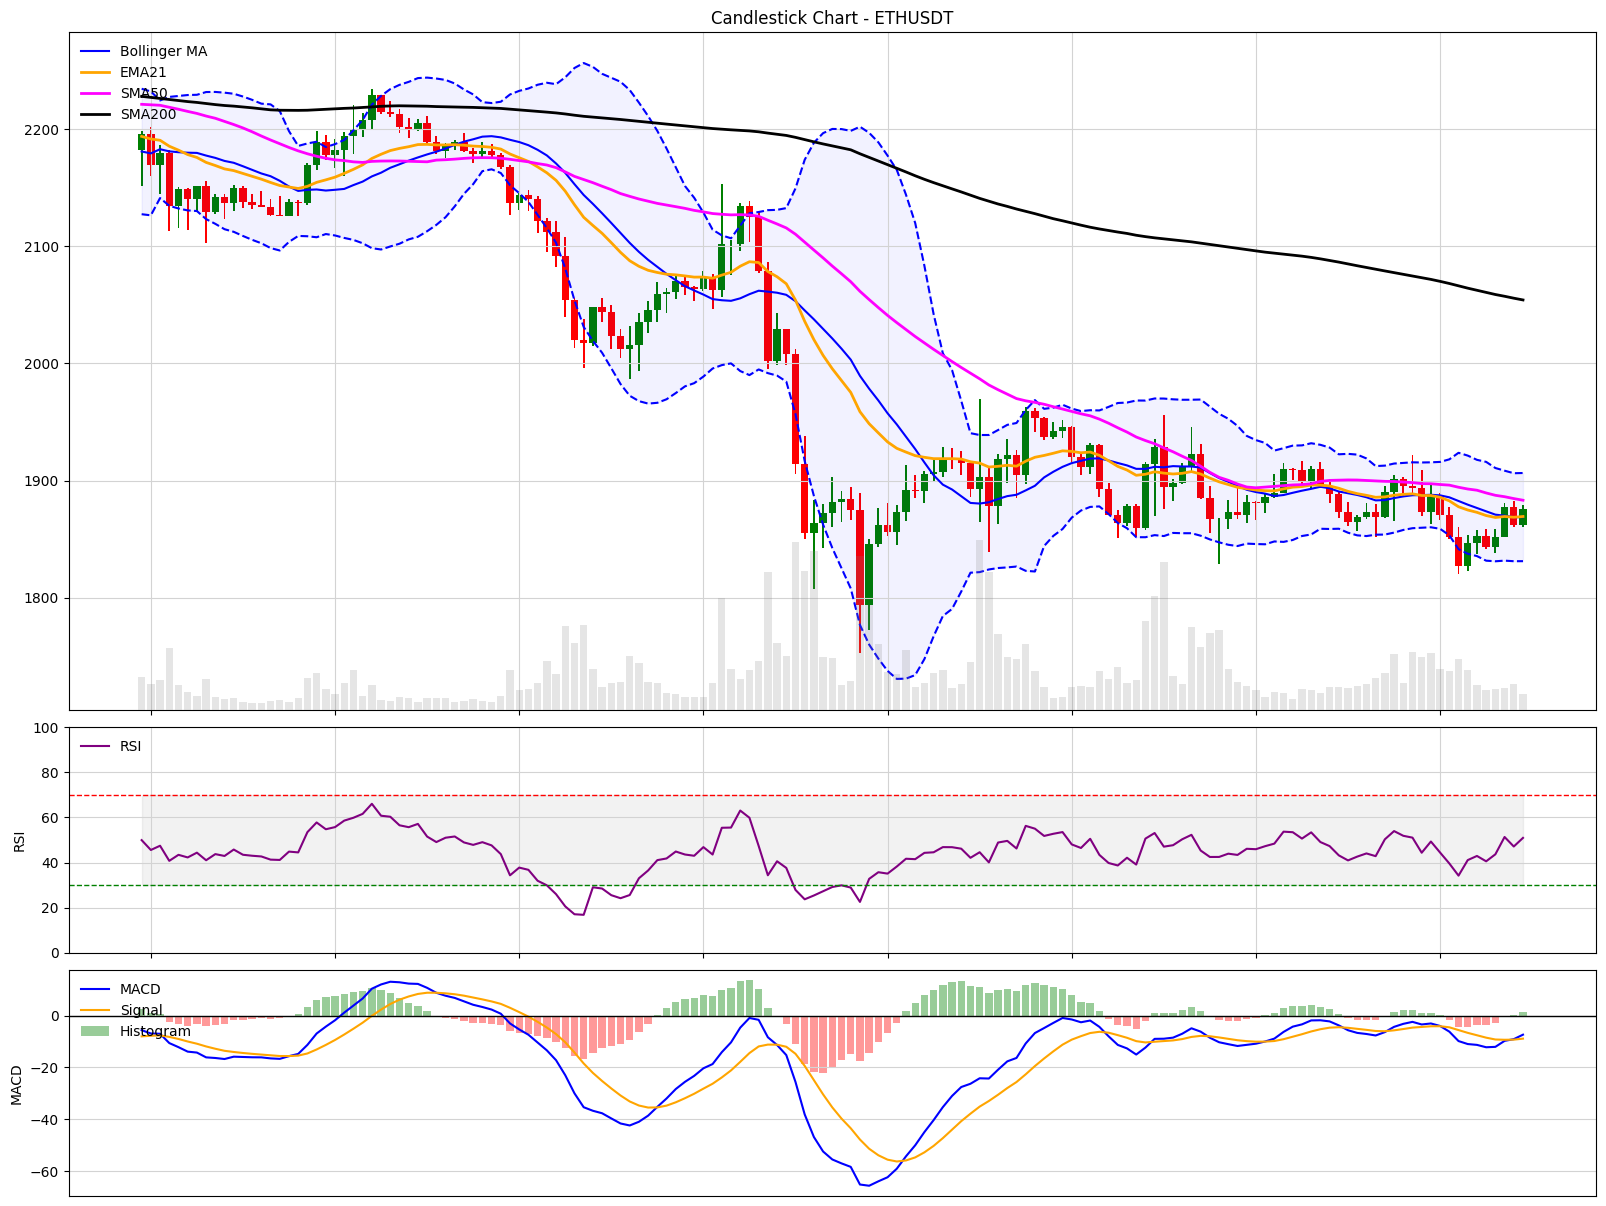 Candlestick Chart - ETHUSDT
Bollinger MA
EMA21
SMA50
SMA200
2200
2100
2000
1900
1800
RSI
100
80
60
40
20
0
RSI
MACD
Signal
Histogram
0
−20
−40
−60
MACD